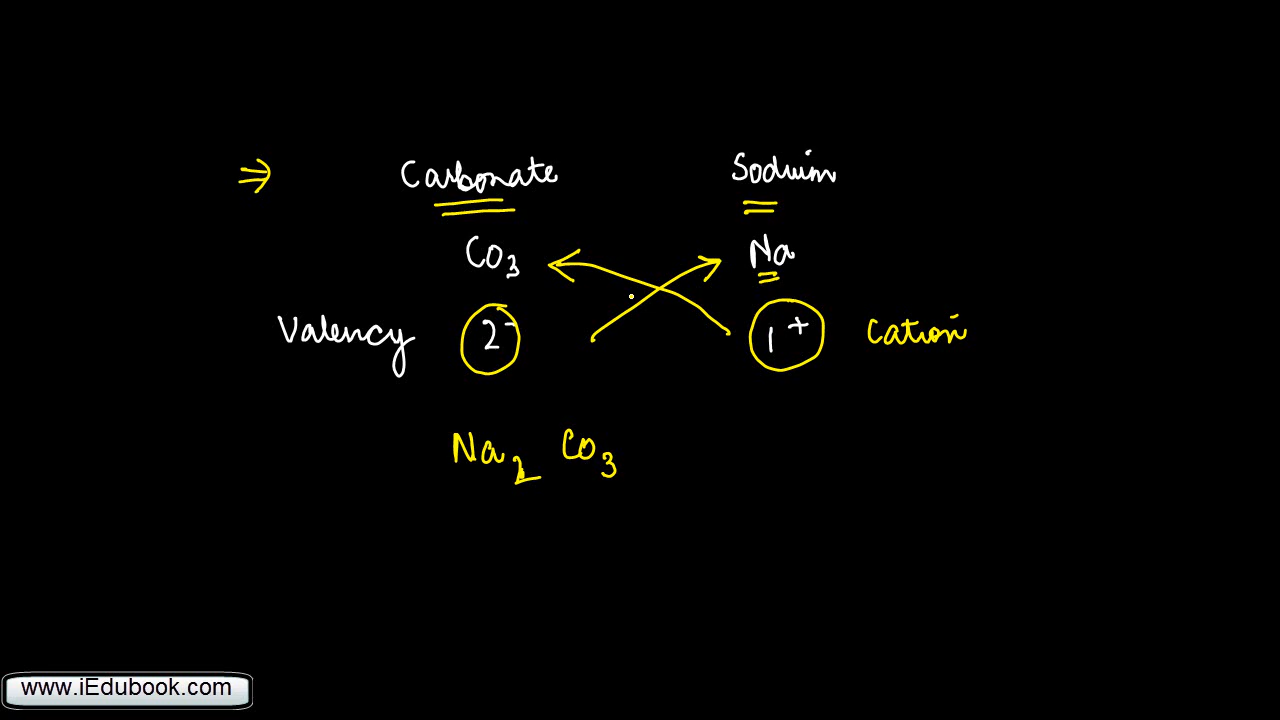 ⇒ Carbonate Sodium
CO₃ Na
Valency 2⁻ 1⁺ Cation
Na₂ CO₃
www.iEdubook.com